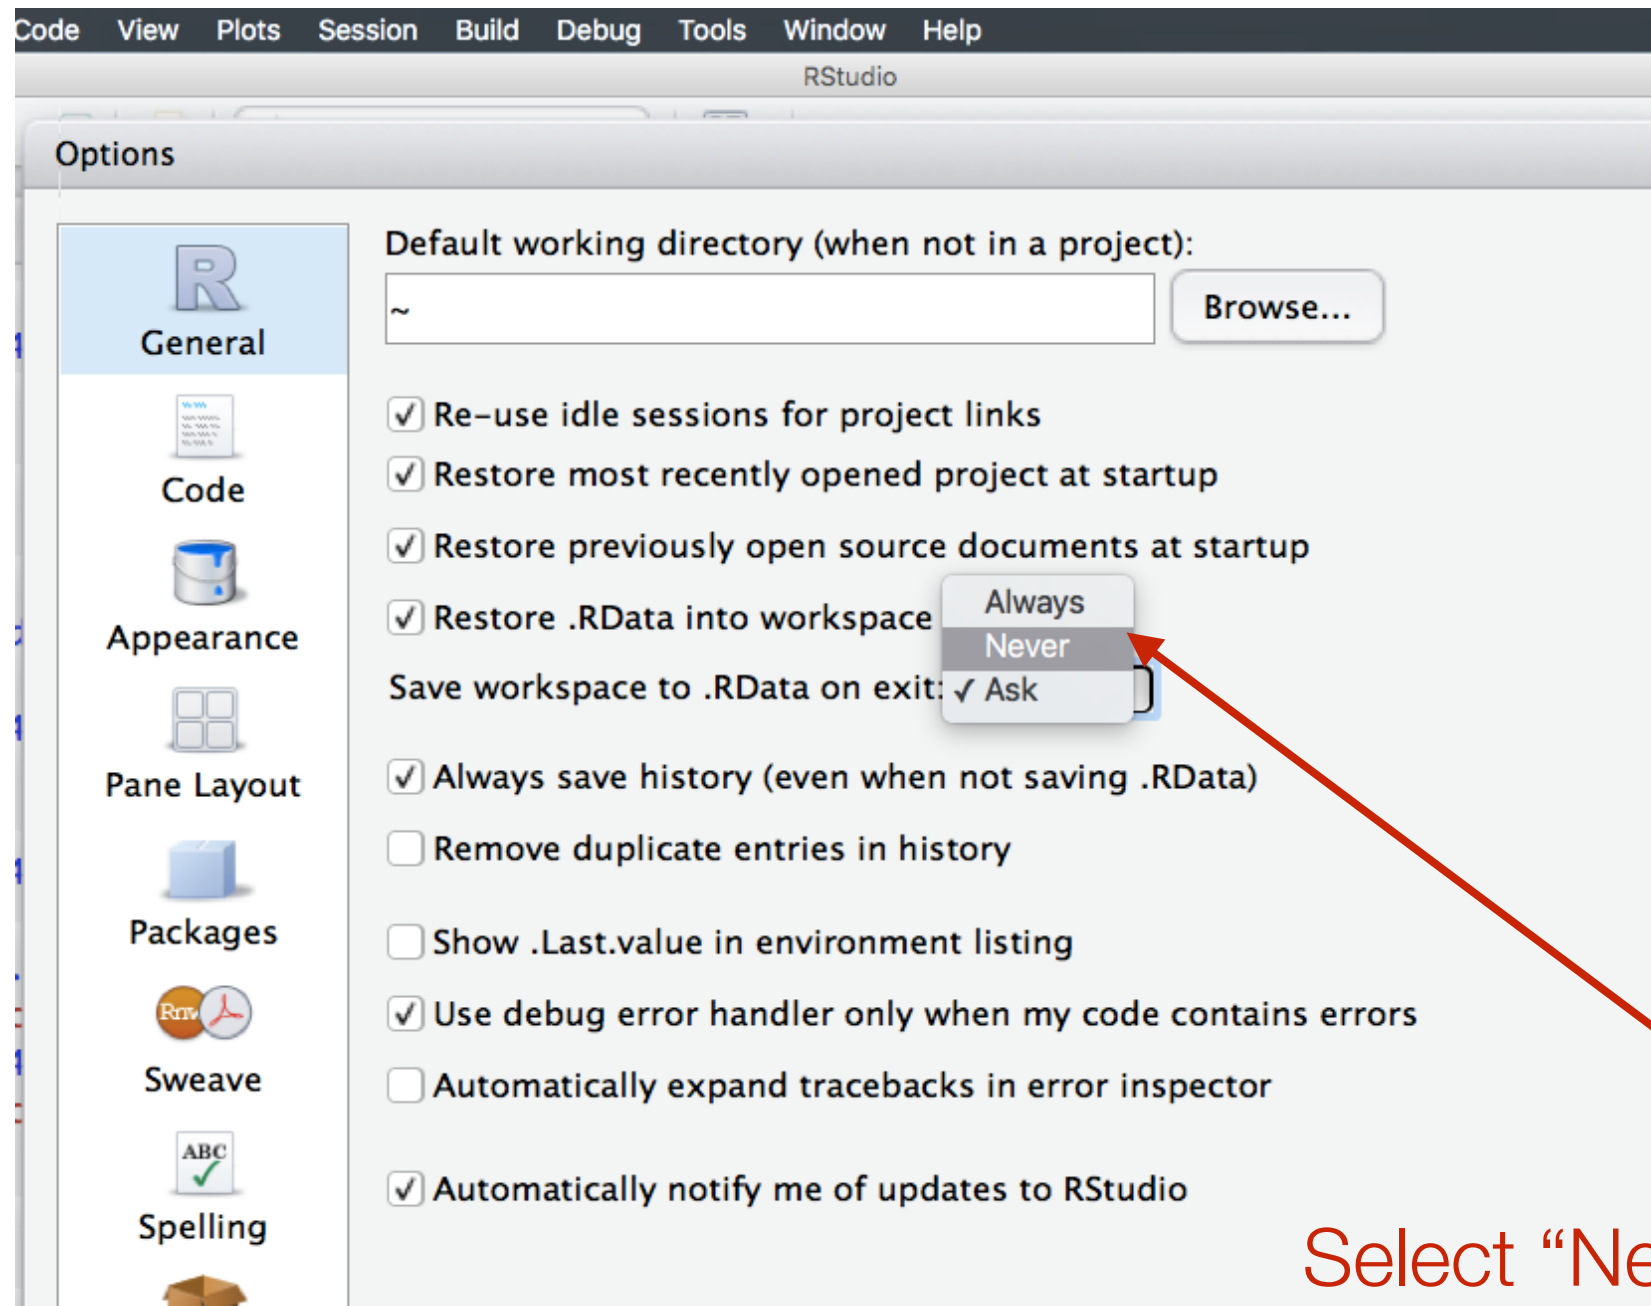 Code View Plots Session Build Debug Tools Window Help
RStudio
Options
Default working directory (when not in a project):
~
Browse...
General
Re-use idle sessions for project links
Code
Restore most recently opened project at startup
Restore previously open source documents at startup
Always
Appearance
Restore .RData into workspace
Never
Save workspace to .RData on exit:
✓ Ask
Pane Layout
Always save history (even when not saving .RData)
Remove duplicate entries in history
Packages
Show .Last.value in environment listing
Rnw
Use debug error handler only when my code contains errors
Sweave
Automatically expand tracebacks in error inspector
ABC
Automatically notify me of updates to RStudio
Spelling
Select “Ne